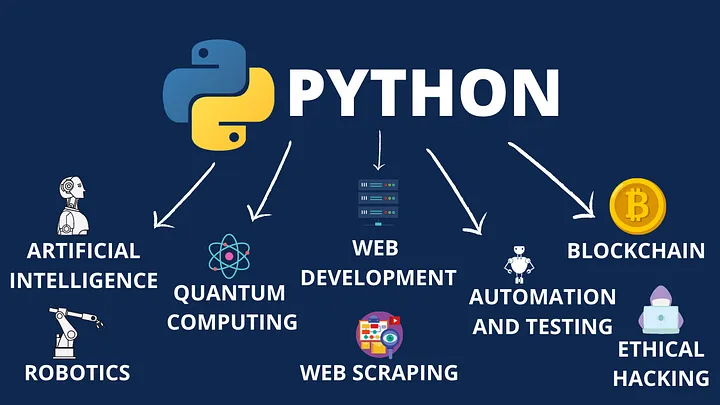 PYTHON
ARTIFICIAL
INTELLIGENCE
QUANTUM
COMPUTING
WEB
DEVELOPMENT
AUTOMATION
AND TESTING
BLOCKCHAIN
ROBOTICS
WEB SCRAPING
ETHICAL
HACKING